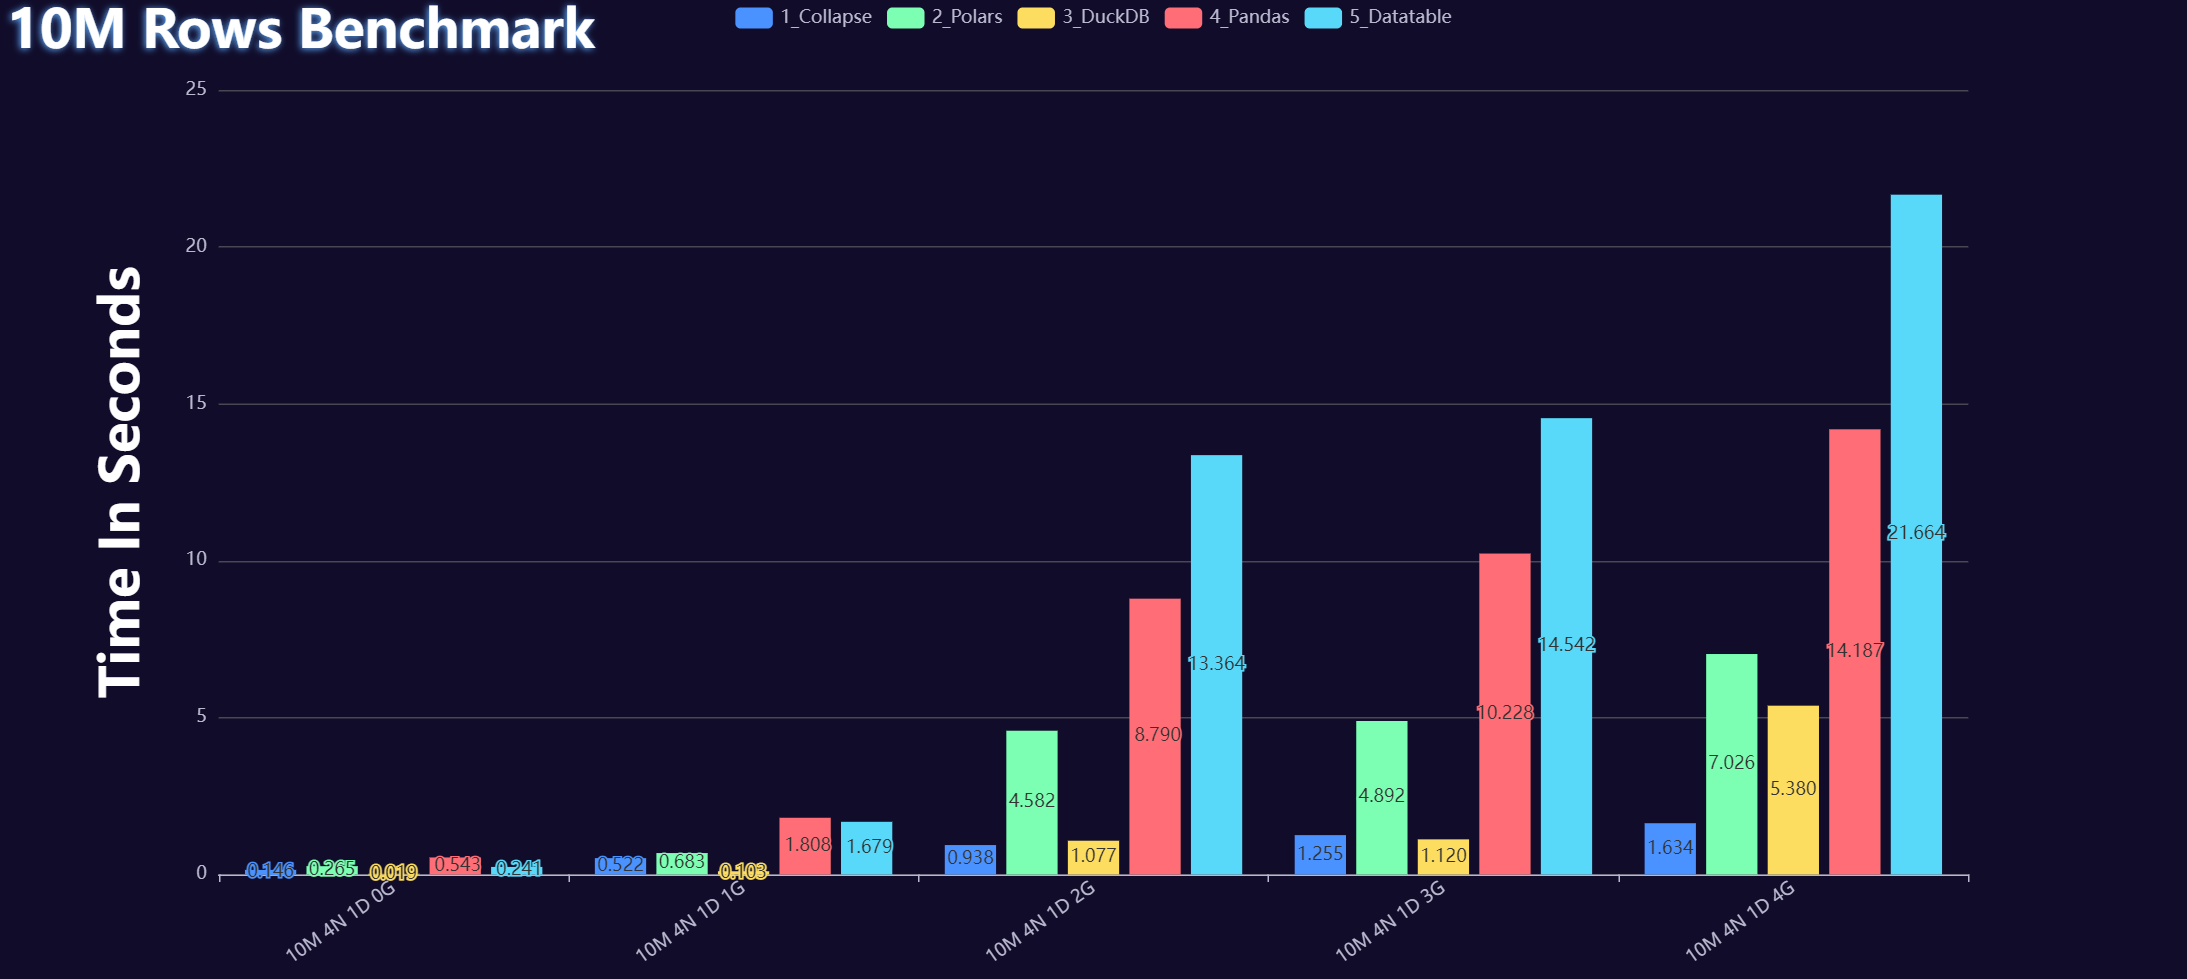 10M Rows Benchmark
1_Collapse 2_Polars 3_DuckDB 4_Pandas 5_Datatable
Time In Seconds
25
20
15
10
5
0
0.146 0.265 0.019 0.543 0.241
0.522 0.683 0.103 1.808 1.679
0.938 4.582 1.077 8.790 13.364
1.255 4.892 1.120 10.228 14.542
1.634 7.026 5.380 14.187 21.664
10M 4N 1D 0G
10M 4N 1D 1G
10M 4N 1D 2G
10M 4N 1D 3G
10M 4N 1D 4G